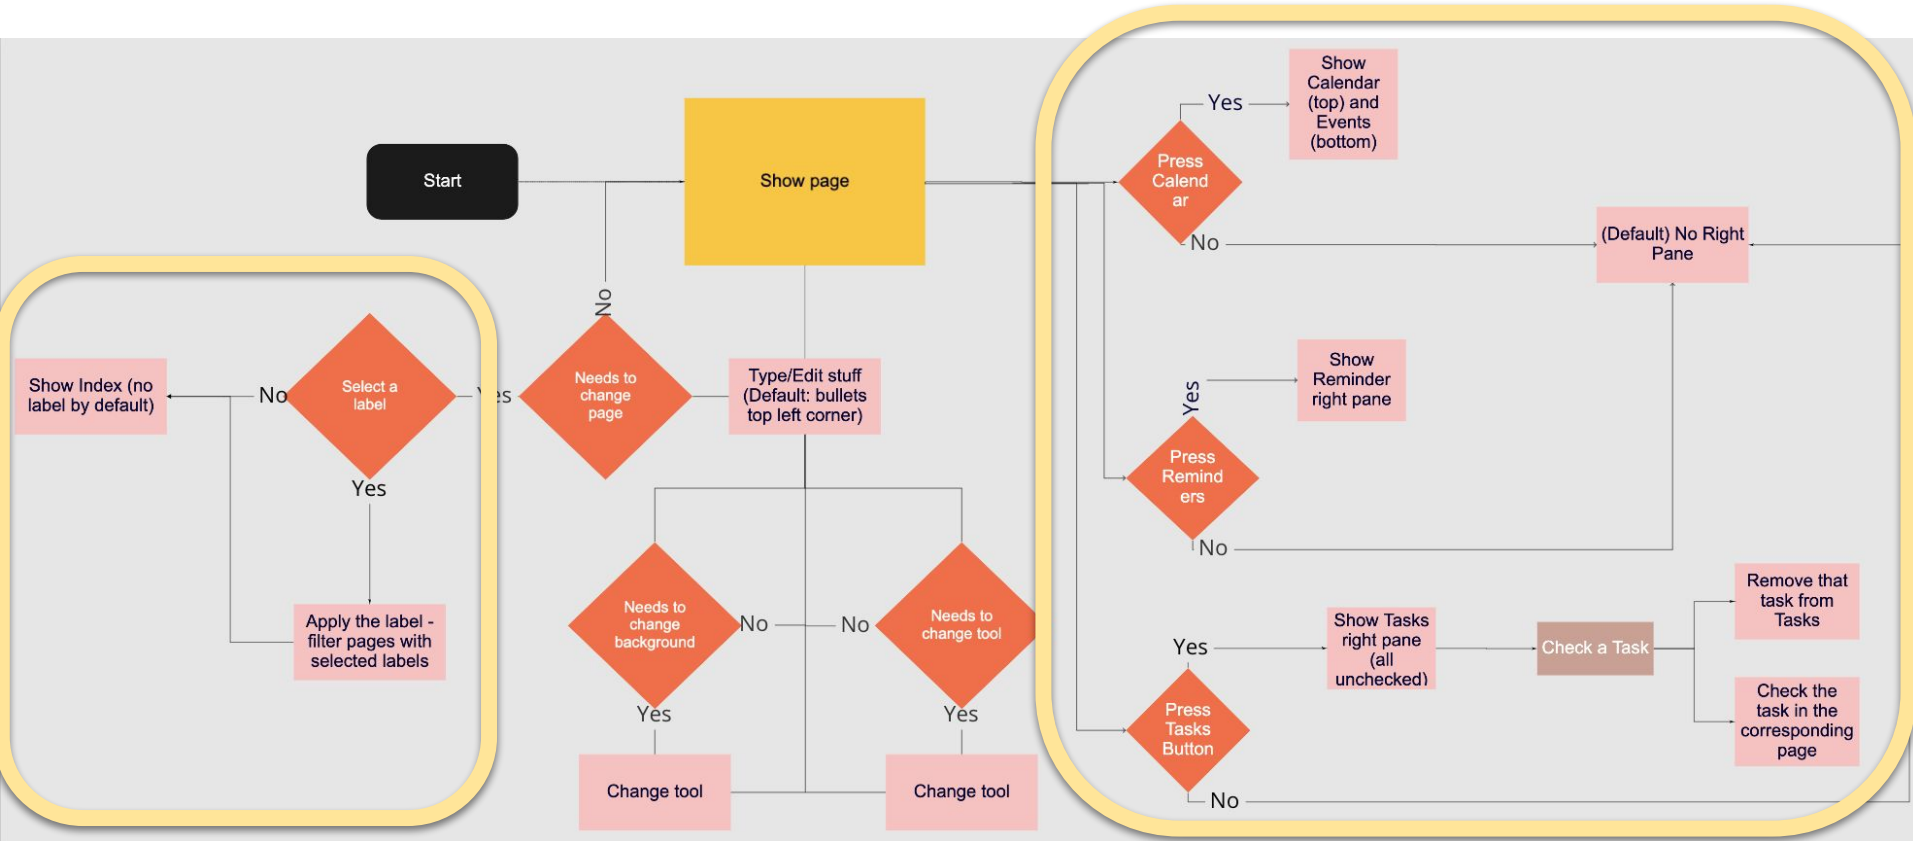 Start
Show page
No
Needs to
change
page
Yes
Select a
label
No
Show Index (no
label by default)
Yes
Apply the label -
filter pages with
selected labels
Type/Edit stuff
(Default: bullets
top left corner)
Needs to
change
background
No
No
Needs to
change tool
Yes
Yes
Change tool
Change tool
Press
Calend
ar
Yes
Show
Calendar
(top) and
Events
(bottom)
No
(Default) No Right
Pane
Press
Remind
ers
Yes
Show
Reminder
right pane
No
Press
Tasks
Button
Yes
Show Tasks
right pane
(all
unchecked)
Check a Task
Remove that
task from
Tasks
Check the
task in the
corresponding
page
No